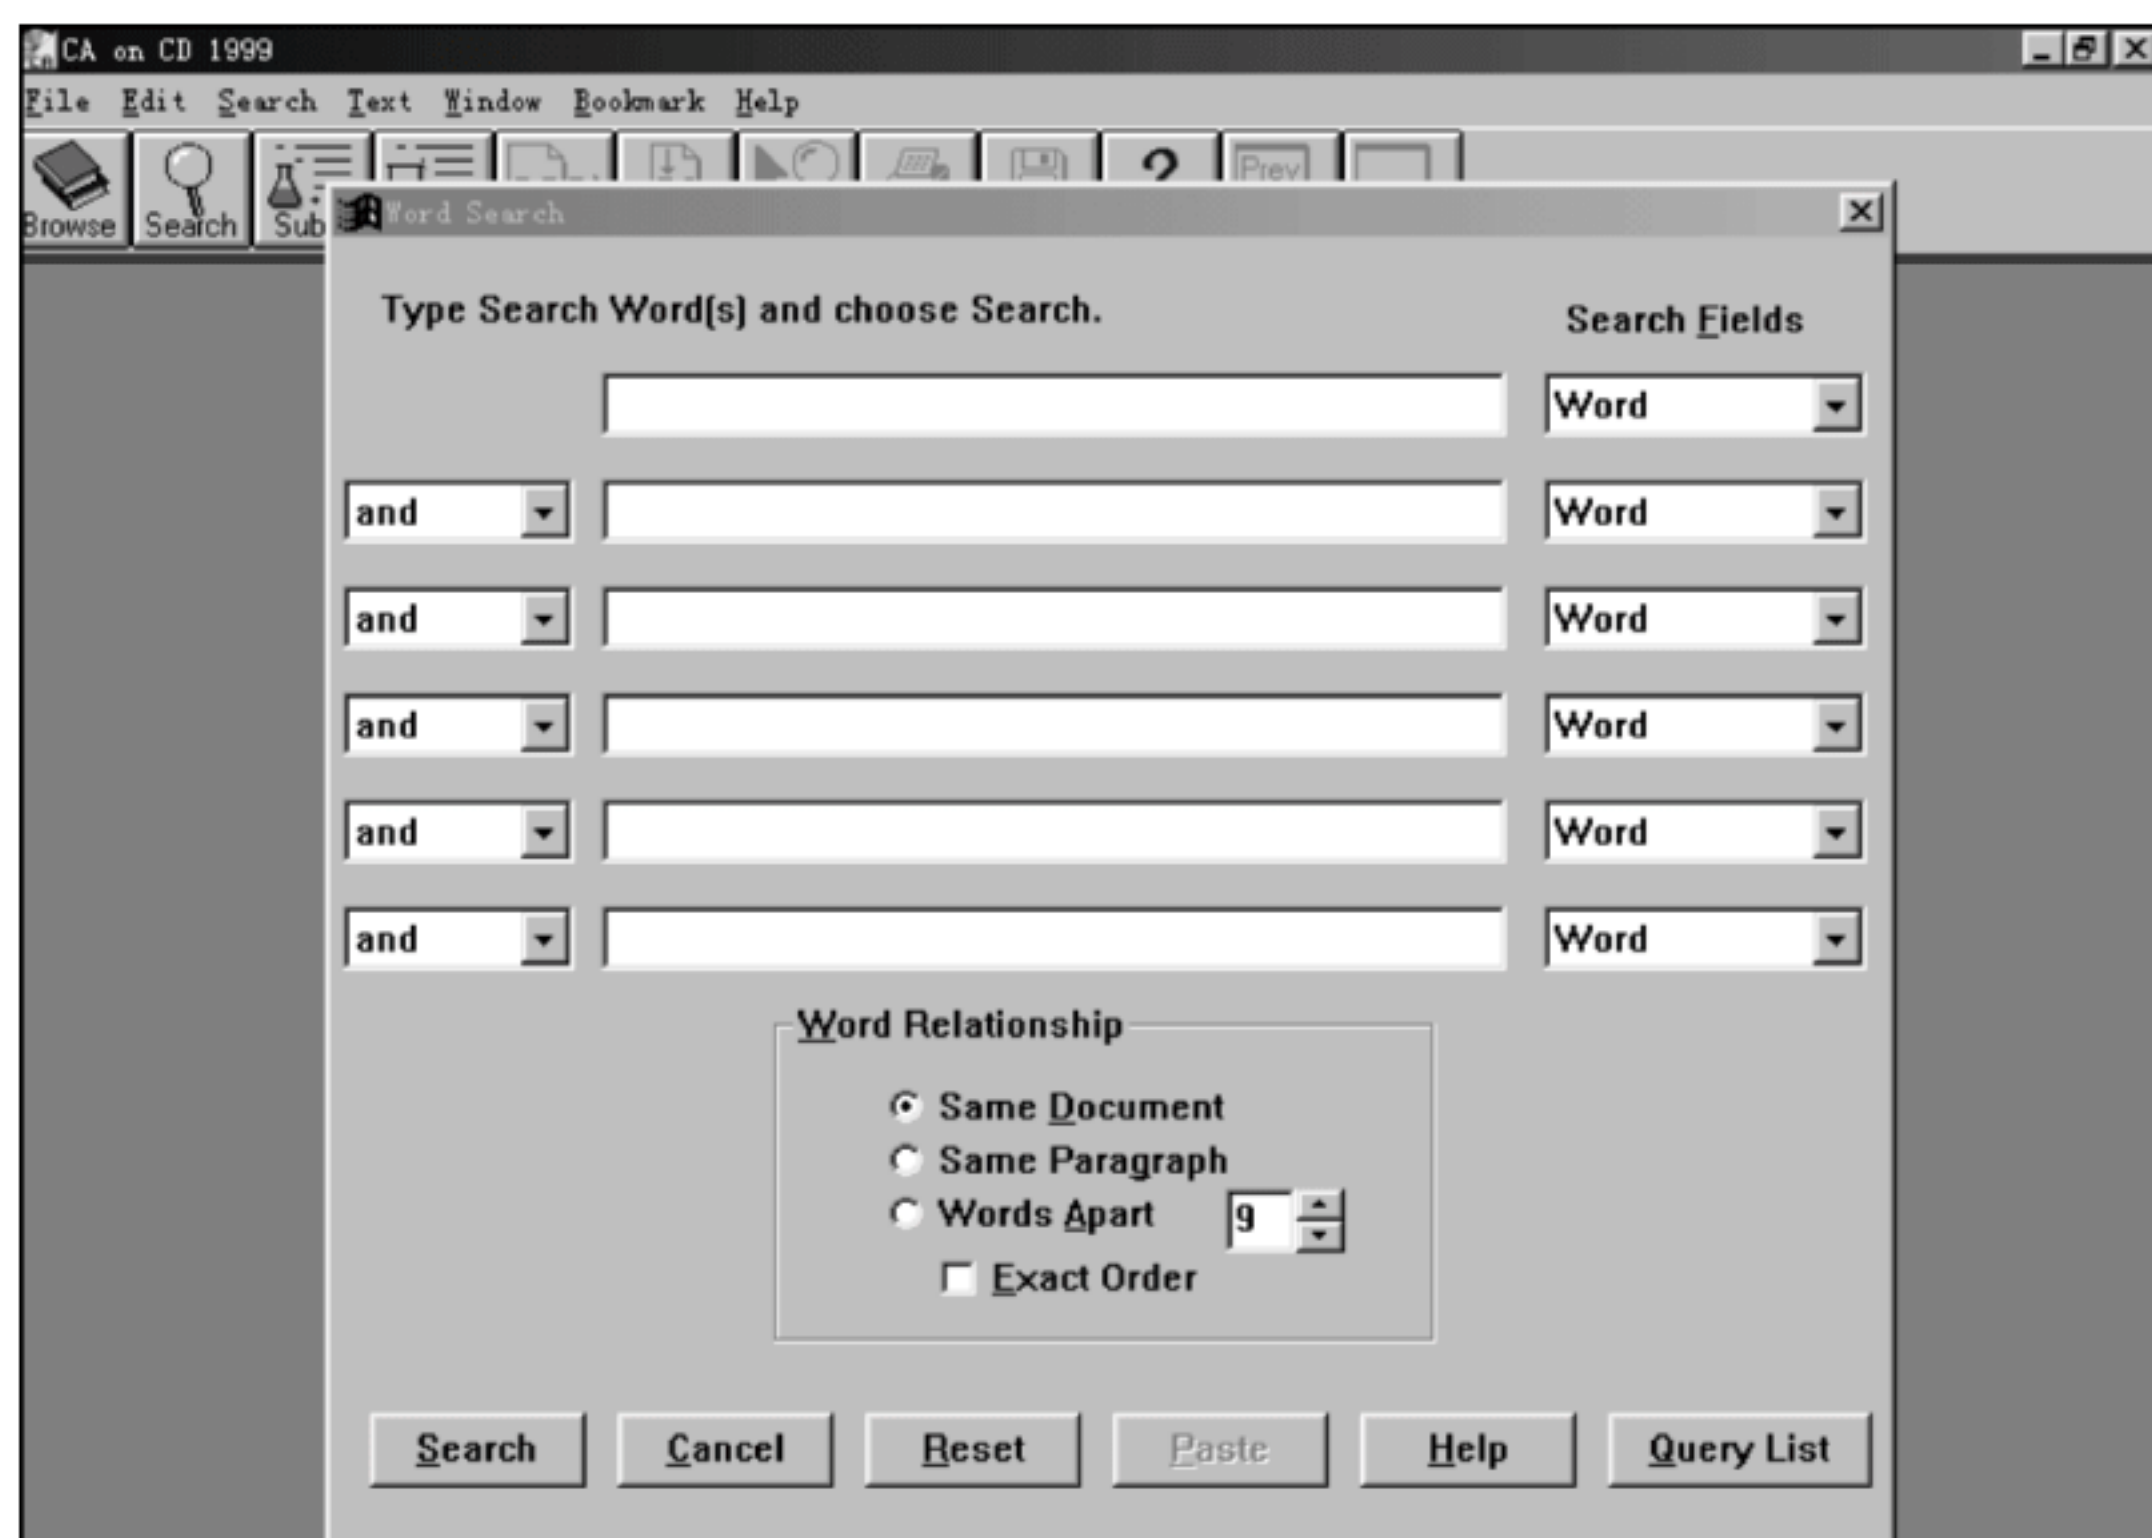 CA on CD 1999
File Edit Search Text Window Bookmark Help
Prev
Browse Search Sub
Word Search
Type Search Word(s) and choose Search.
Search Fields
Word
and Word
and Word
and Word
and Word
and Word
Word Relationship
Same Document
Same Paragraph
Words Apart 9
Exact Order
Search Cancel Reset Paste Help Query List